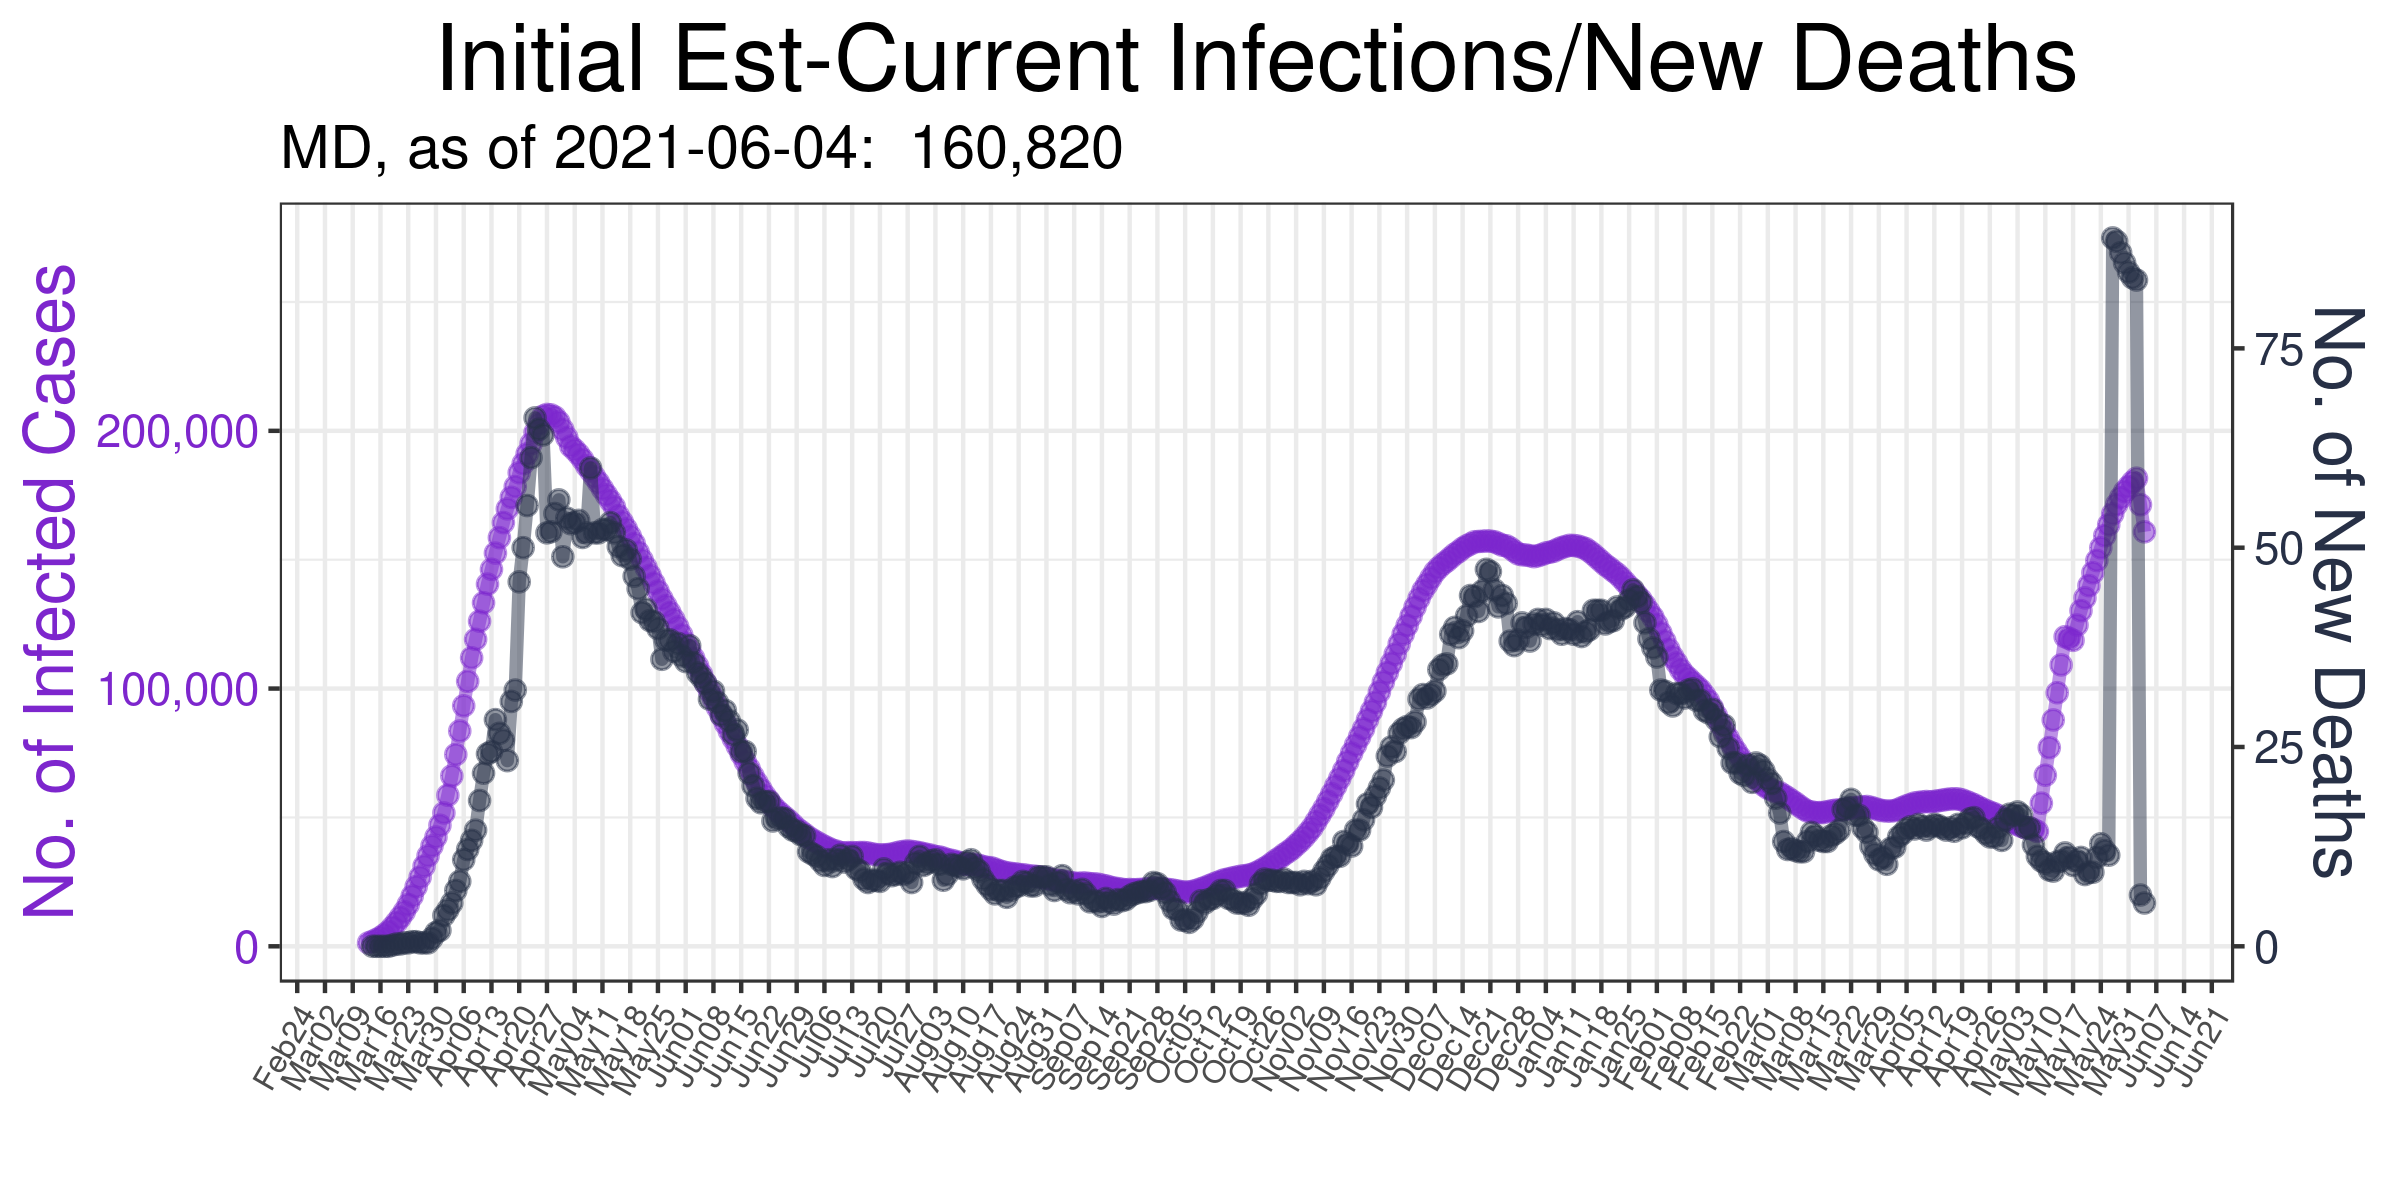 Initial Est-Current Infections/New Deaths
MD, as of 2021-06-04:  160,820
No. of Infected Cases
200,000
100,000
0
75
50
25
0
No. of New Deaths
Feb24
Mar02
Mar09
Mar16
Mar23
Mar30
Apr06
Apr13
Apr20
Apr27
May04
May11
May18
May25
Jun01
Jun08
Jun15
Jun22
Jun29
Jul06
Jul13
Jul20
Jul27
Aug03
Aug10
Aug17
Aug24
Aug31
Sep07
Sep14
Sep21
Sep28
Oct05
Oct12
Oct19
Oct26
Nov02
Nov09
Nov16
Nov23
Nov30
Dec07
Dec14
Dec21
Dec28
Jan04
Jan11
Jan18
Jan25
Feb01
Feb08
Feb15
Feb22
Mar01
Mar08
Mar15
Mar22
Mar29
Apr05
Apr12
Apr19
Apr26
May03
May10
May17
May24
May31
Jun07
Jun14
Jun21